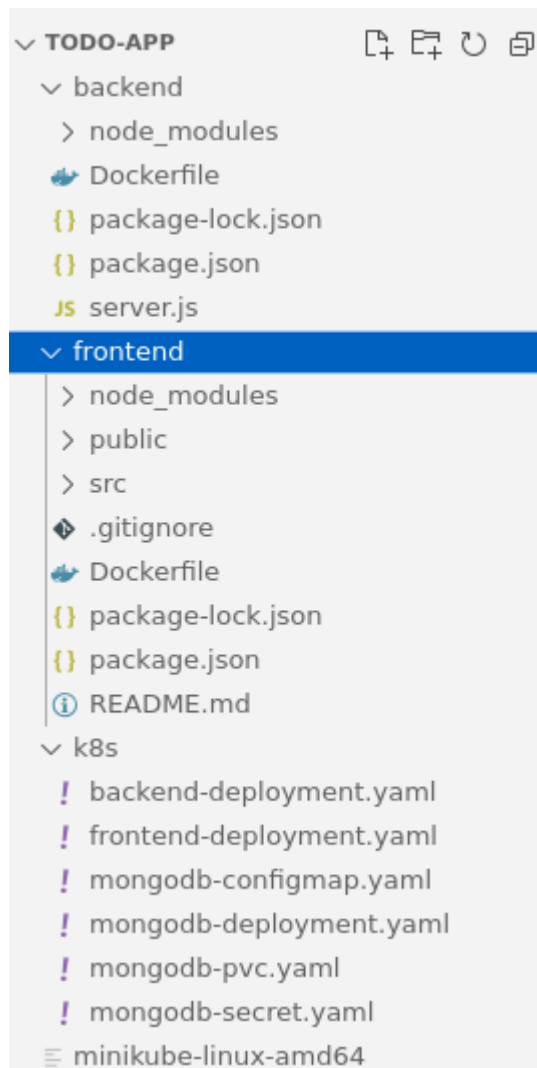 TODO-APP
backend
node_modules
Dockerfile
{} package-lock.json
{} package.json
JS server.js
frontend
node_modules
public
src
.gitignore
Dockerfile
{} package-lock.json
{} package.json
README.md
k8s
! backend-deployment.yaml
! frontend-deployment.yaml
! mongodb-configmap.yaml
! mongodb-deployment.yaml
! mongodb-pvc.yaml
! mongodb-secret.yaml
minikube-linux-amd64